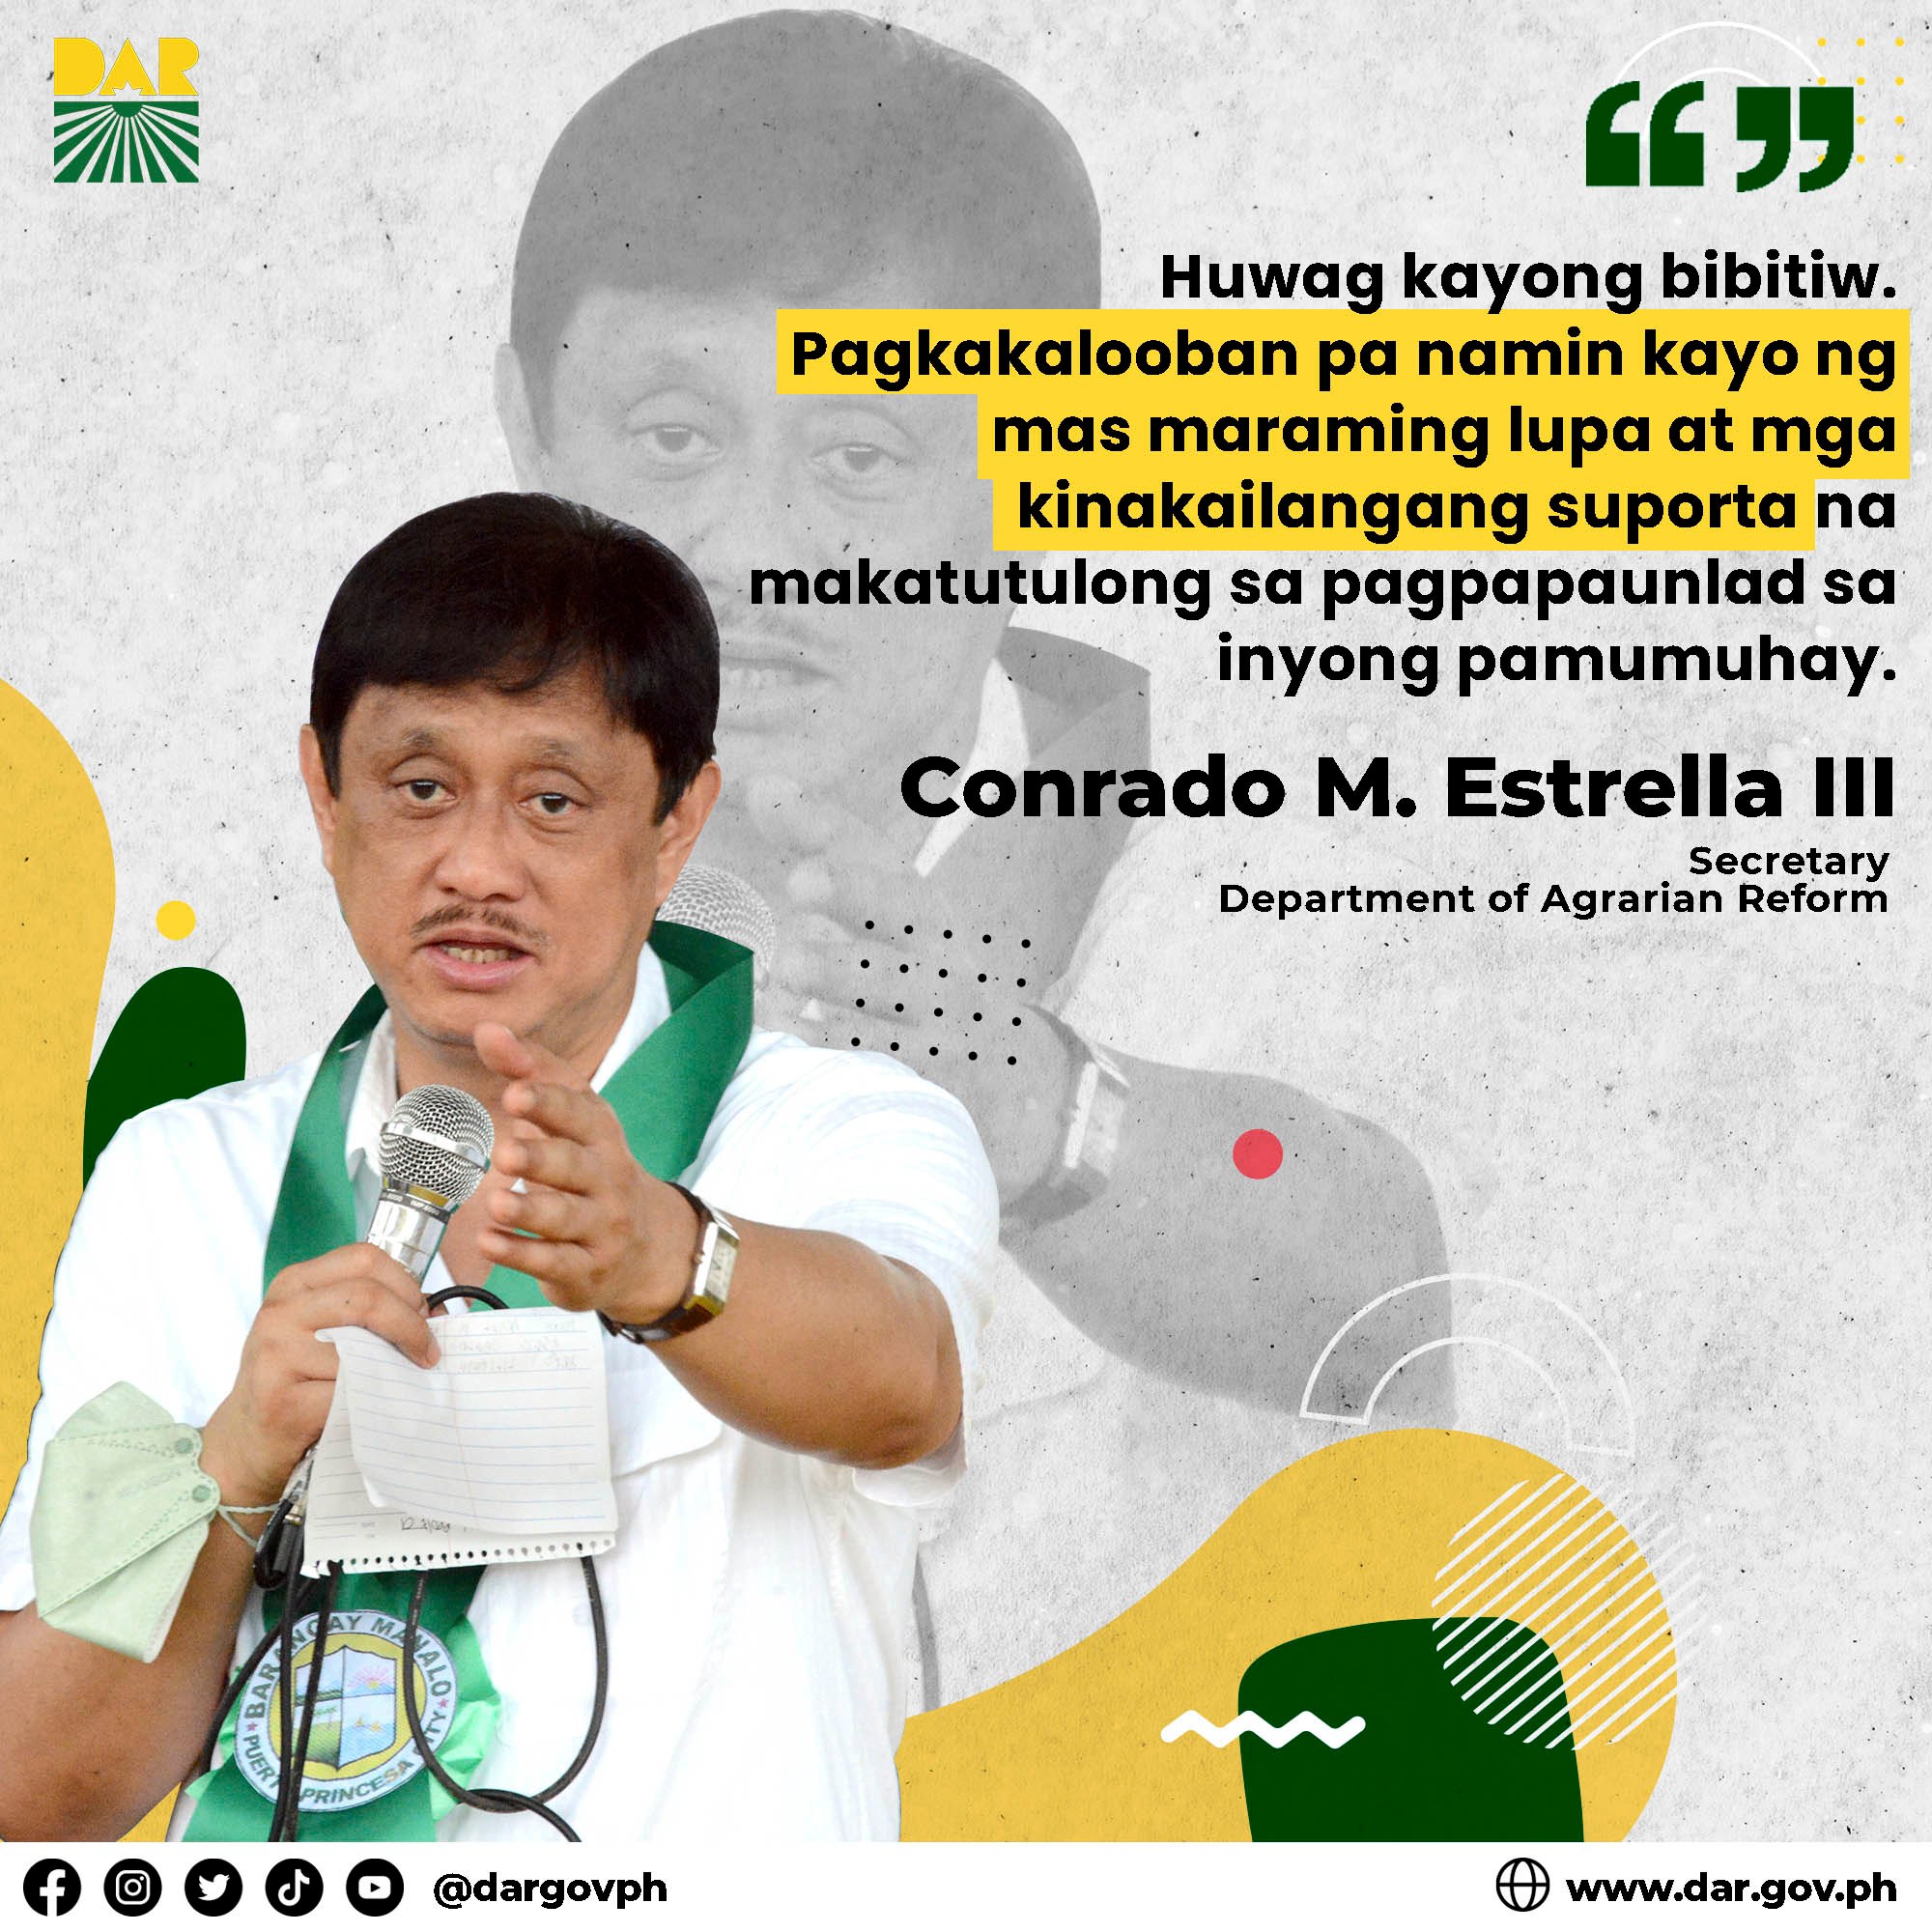 DAR
Huwag kayong bibitiw.
Pagkakalooban pa namin kayo ng
mas maraming lupa at mga
kinakailangang suporta na
makatutulong sa pagpapaunlad sa
inyong pamumuhay.
Conrado M. Estrella III
Secretary
Department of Agrarian Reform
BARANGAY MANALO
PUERTO PRINCESA CITY
@dargovph
www.dar.gov.ph